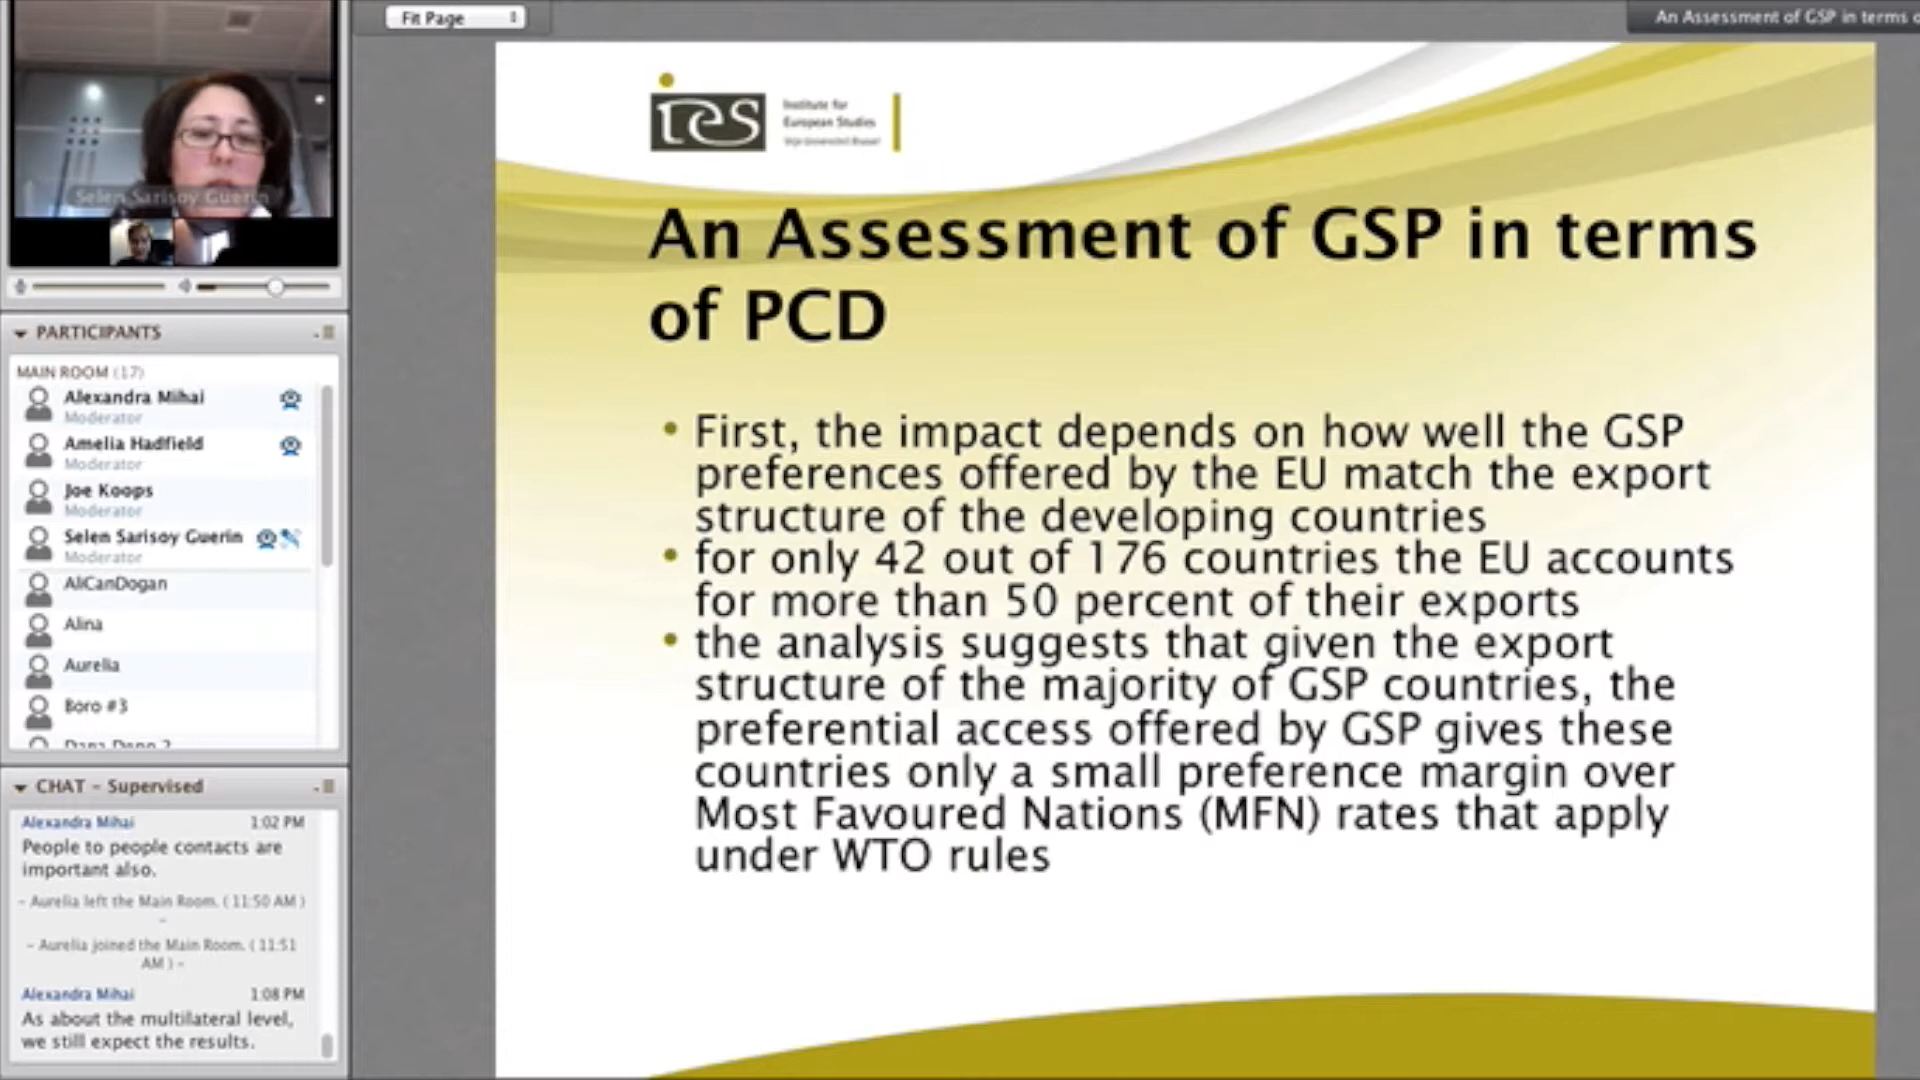 Fit Page
An Assessment of GSP in terms o
Selen Sarisoy Guerin
PARTICIPANTS
MAIN ROOM (17)
Alexandra Mihai
Moderator
Amelia Hadfield
Moderator
Joe Koops
Moderator
Selen Sarisoy Guerin
Moderator
AliCanDogan
Alina
Aurelia
Boro #3
CHAT - Supervised
Alexandra Mihai 1:02 PM
People to people contacts are
important also.
- Aurelia left the Main Room. ( 11:50 AM )
-
- Aurelia joined the Main Room. ( 11:51
AM ) -
Alexandra Mihai 1:08 PM
As about the multilateral level,
we still expect the results.
ies
Institute for
European Studies
Vrije Universiteit Brussel
An Assessment of GSP in terms
of PCD
• First, the impact depends on how well the GSP
preferences offered by the EU match the export
structure of the developing countries
• for only 42 out of 176 countries the EU accounts
for more than 50 percent of their exports
• the analysis suggests that given the export
structure of the majority of GSP countries, the
preferential access offered by GSP gives these
countries only a small preference margin over
Most Favoured Nations (MFN) rates that apply
under WTO rules